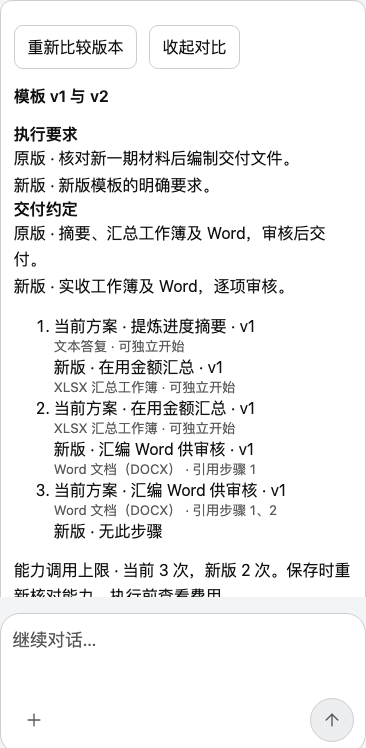 重新比较版本
收起对比
模板 v1 与 v2
执行要求
原版 · 核对新一期材料后编制交付文件。
新版 · 新版模板的明确要求。
交付约定
原版 · 摘要、汇总工作簿及 Word，审核后交
付。
新版 · 实收工作簿及 Word，逐项审核。
1. 当前方案 · 提炼进度摘要 · v1
文本答复 · 可独立开始
新版 · 在用金额汇总 · v1
XLSX 汇总工作簿 · 可独立开始
2. 当前方案 · 在用金额汇总 · v1
XLSX 汇总工作簿 · 可独立开始
新版 · 汇编 Word 供审核 · v1
Word 文档（DOCX） · 引用步骤 1
3. 当前方案 · 汇编 Word 供审核 · v1
Word 文档（DOCX） · 引用步骤 1、2
新版 · 无此步骤
能力调用上限 · 当前 3 次，新版 2 次。保存时重
新核对能力，执行前查看费用
继续对话...